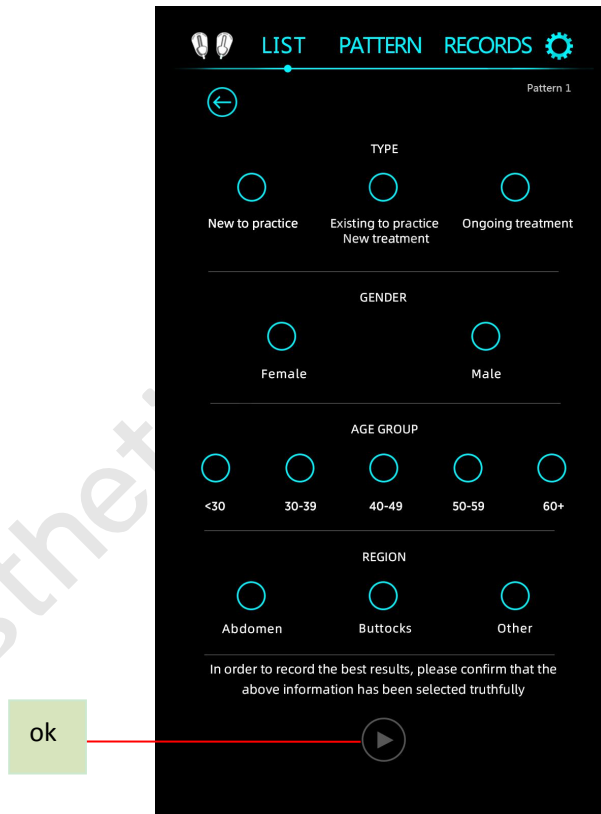 LIST PATTERN RECORDS
Pattern 1
TYPE
New to practice Existing to practice Ongoing treatment
New treatment
GENDER
Female Male
AGE GROUP
<30 30-39 40-49 50-59 60+
REGION
Abdomen Buttocks Other
In order to record the best results, please confirm that the
above information has been selected truthfully
ok